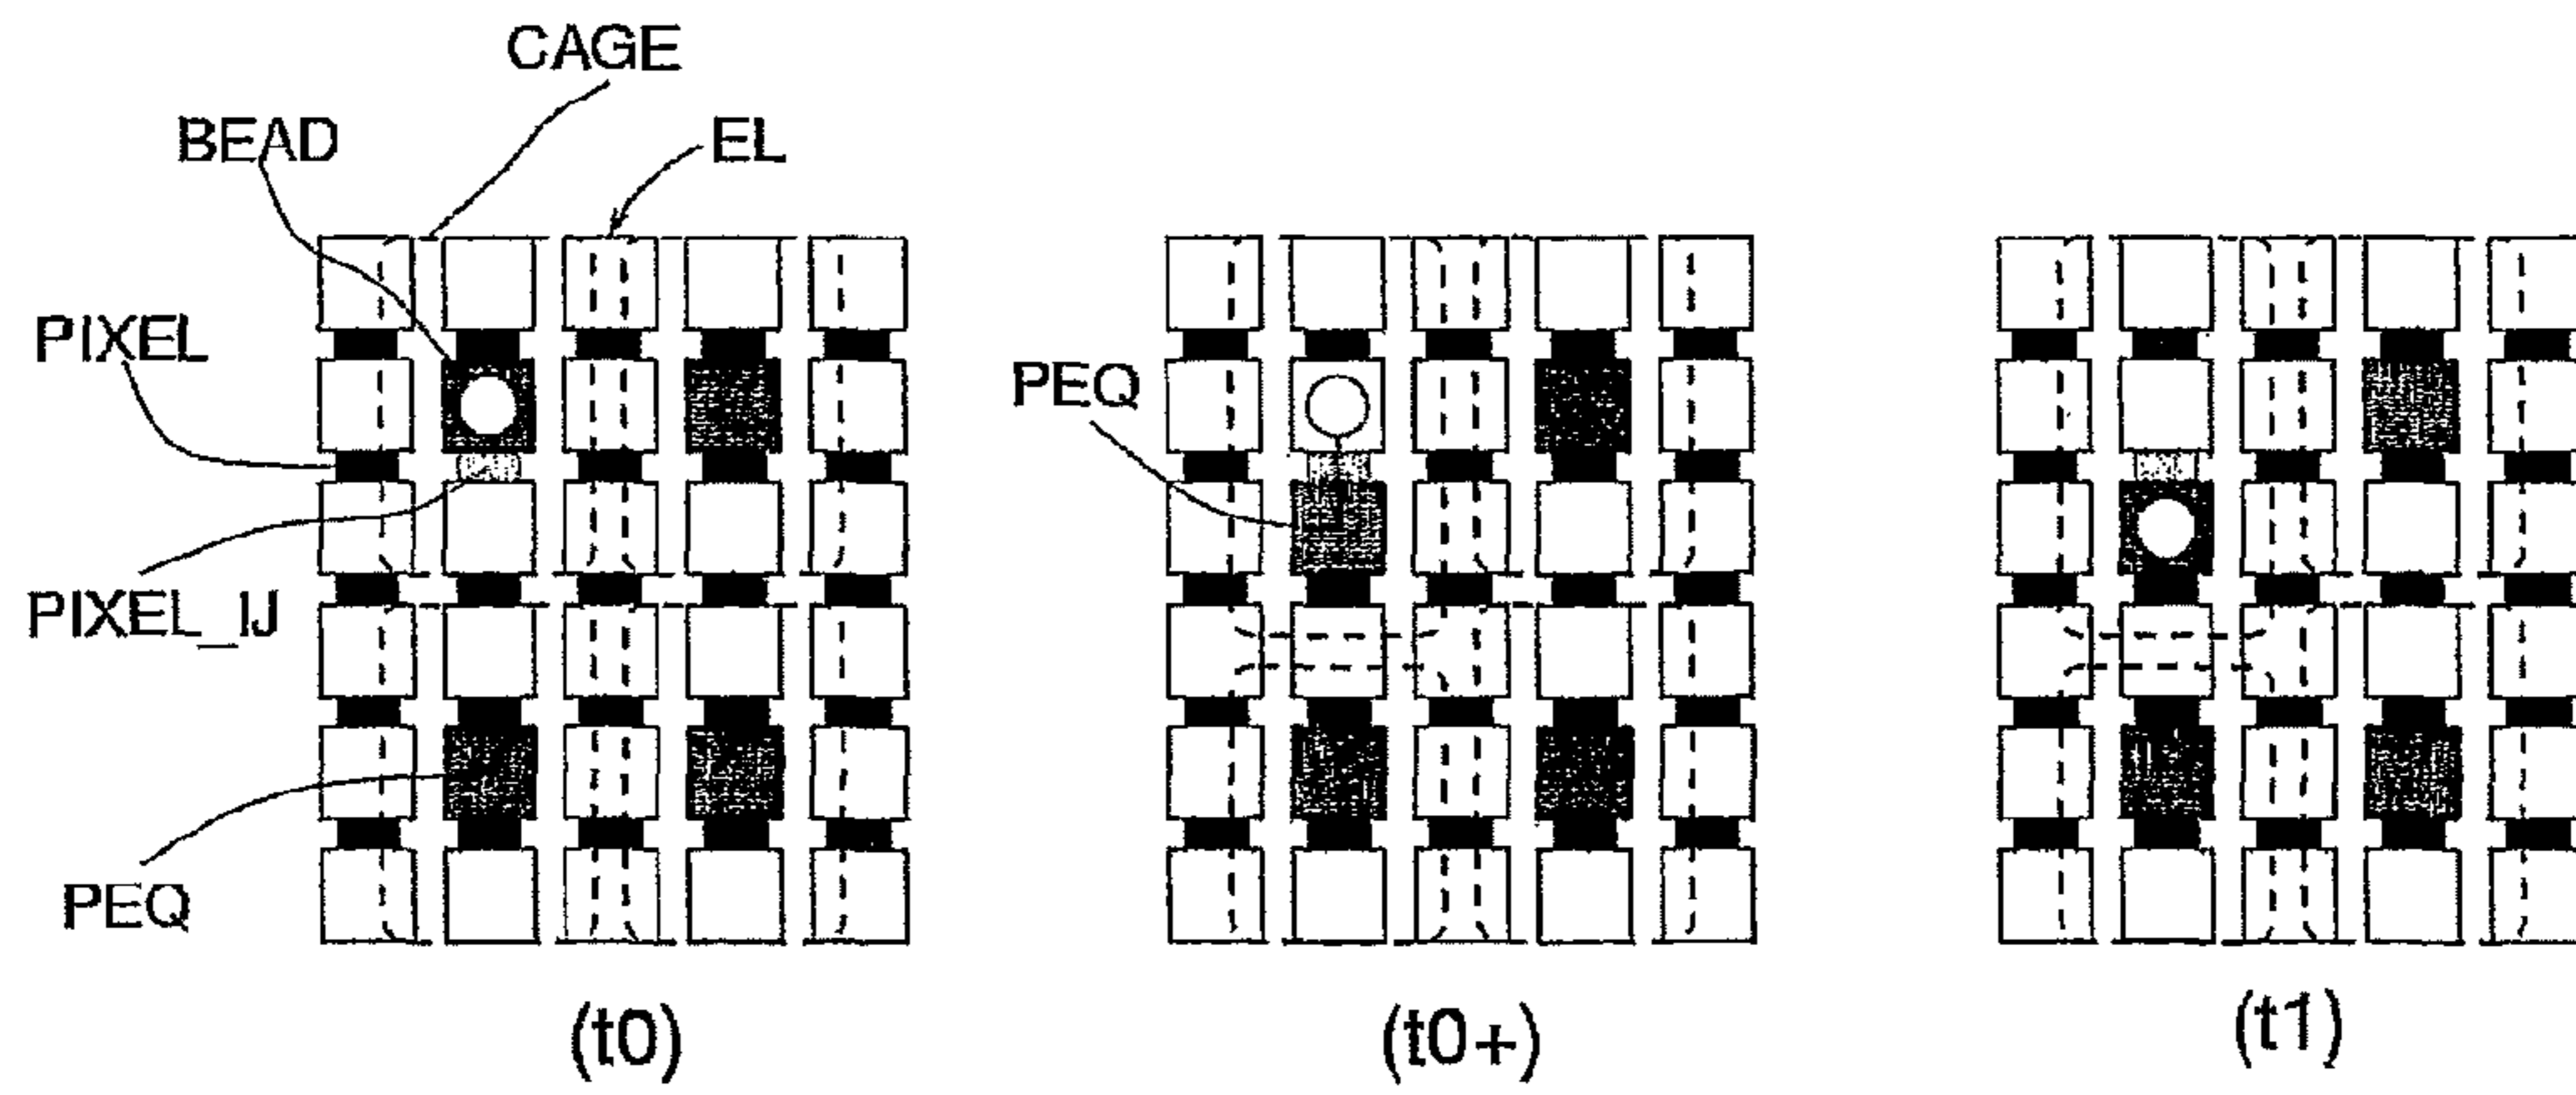 CAGE
BEAD
EL
PIXEL
PEQ
PIXEL_IJ
PEQ
(t0)
(t0+)
(t1)